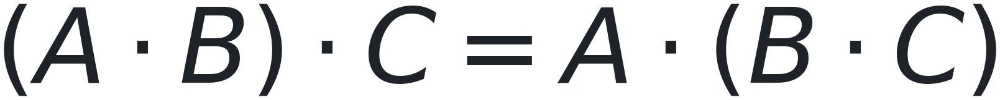 (A · B) · C = A · (B · C)